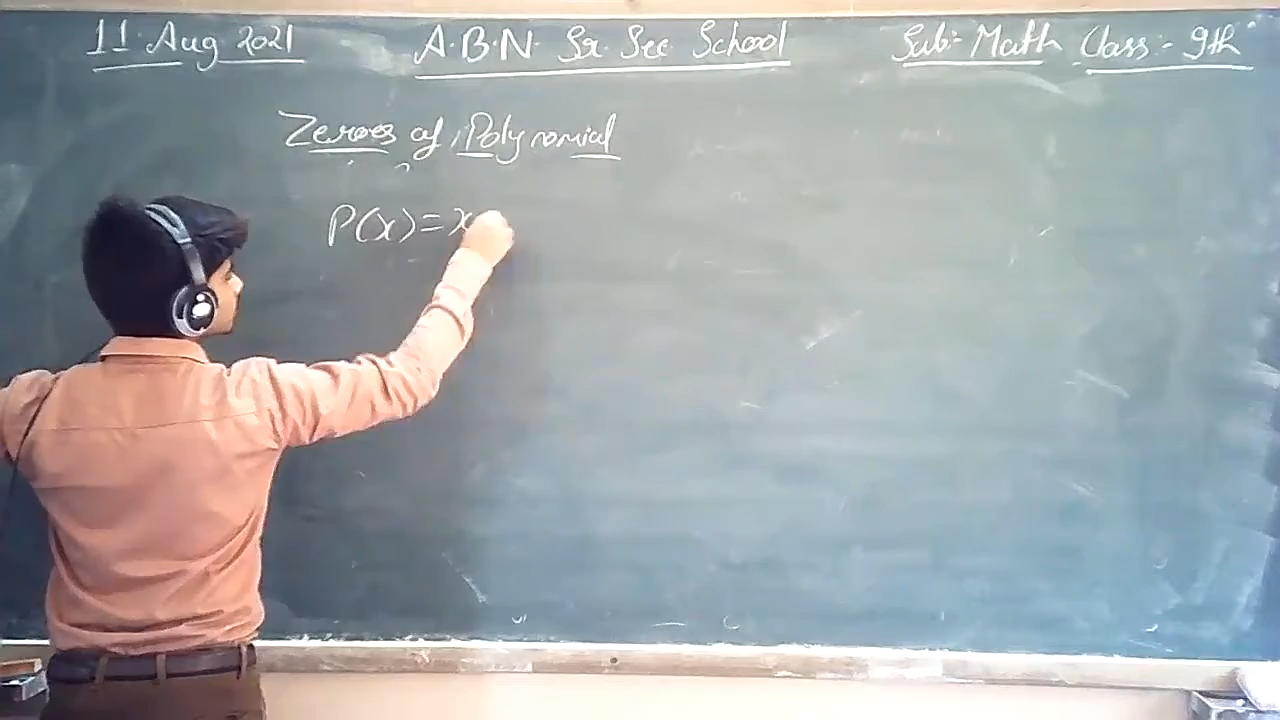 11 Aug 2021 A.B.N. Sr. Sec School Sub:- Math Class:- 9th
Zeroes of Polynomial
P(x)=x